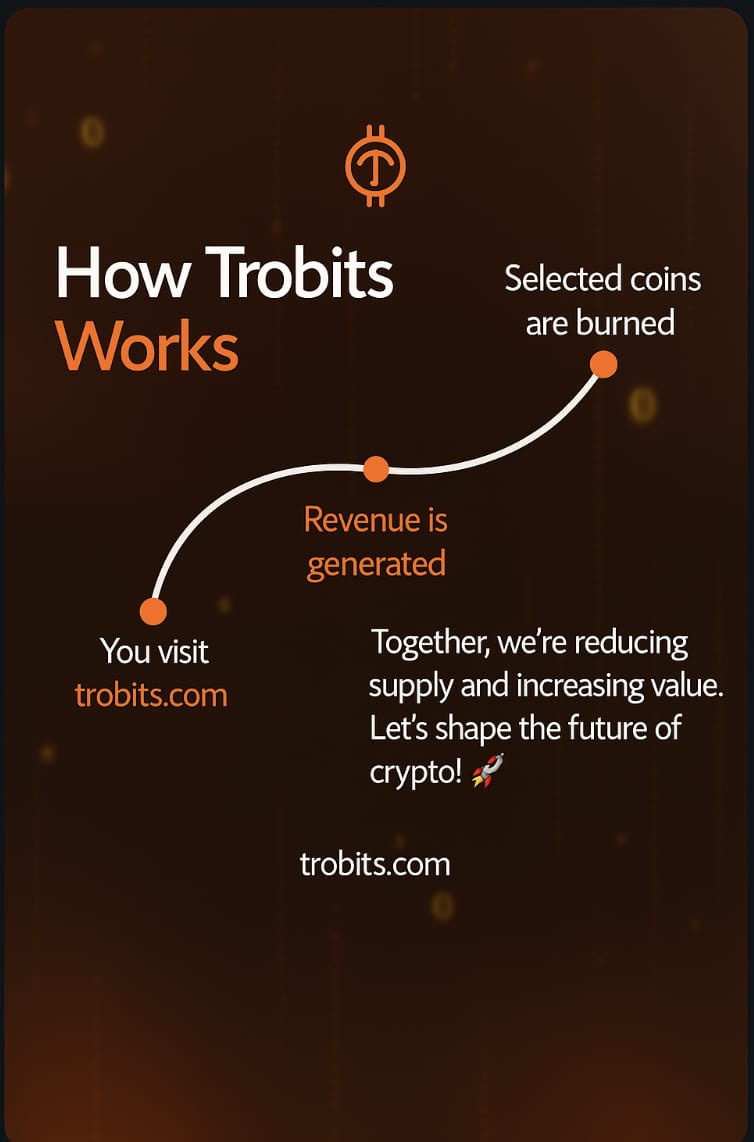 How Trobits
Works
Selected coins
are burned
Revenue is
generated
You visit
trobits.com
Together, we’re reducing
supply and increasing value.
Let’s shape the future of
crypto! 🚀
trobits.com